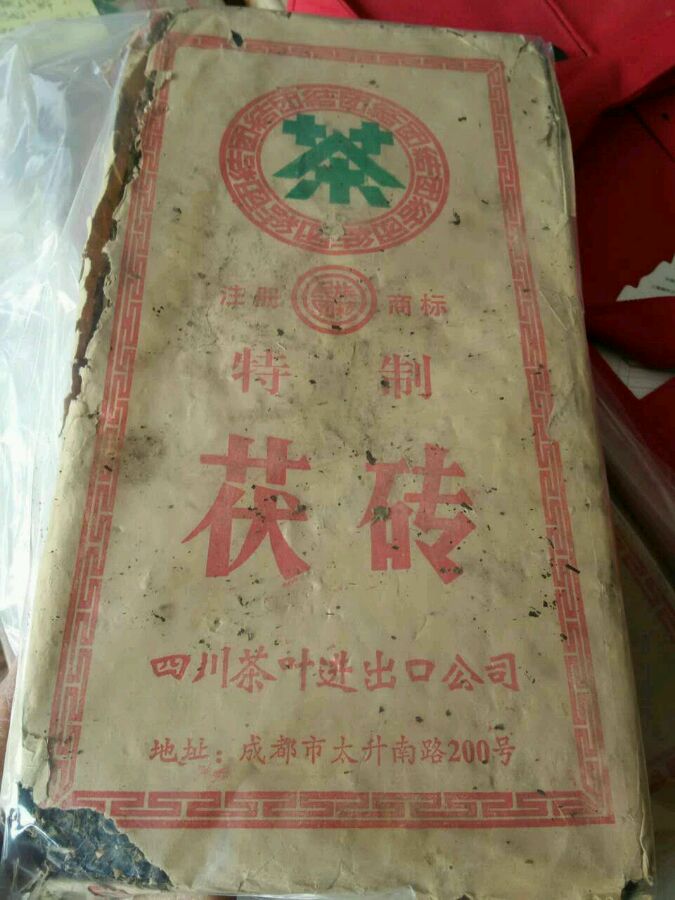 茶
注册 商标
特制
茯砖
四川茶叶进出口公司
地址：成都市太升南路200号